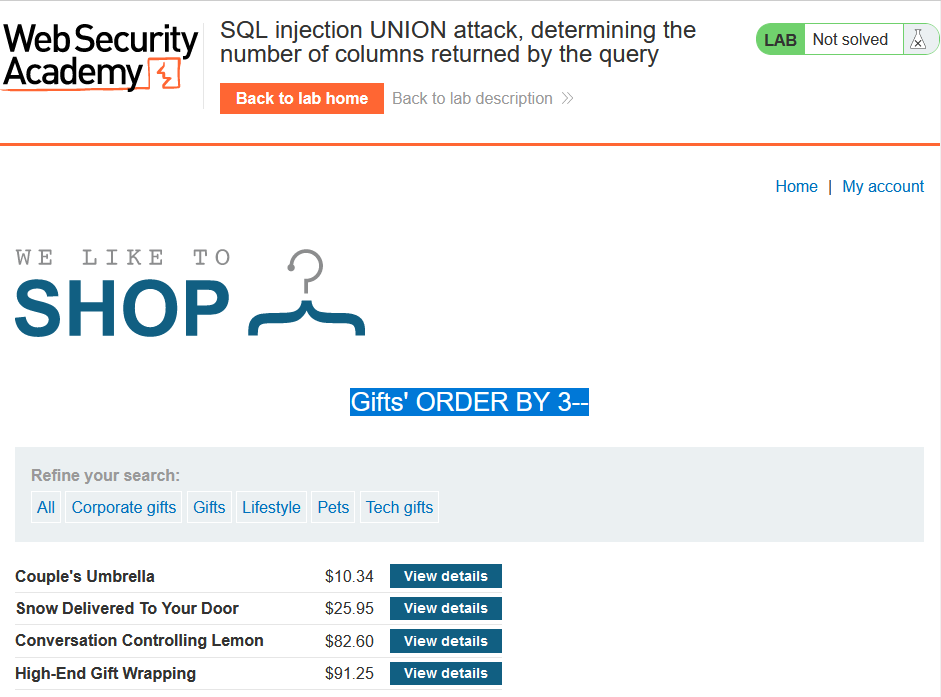 Web Security
Academy
SQL injection UNION attack, determining the
number of columns returned by the query
LAB Not solved
Back to lab home Back to lab description
Home | My account
WE LIKE TO
SHOP
Gifts' ORDER BY 3--
Refine your search:
All Corporate gifts Gifts Lifestyle Pets Tech gifts
Couple's Umbrella $10.34 View details
Snow Delivered To Your Door $25.95 View details
Conversation Controlling Lemon $82.60 View details
High-End Gift Wrapping $91.25 View details